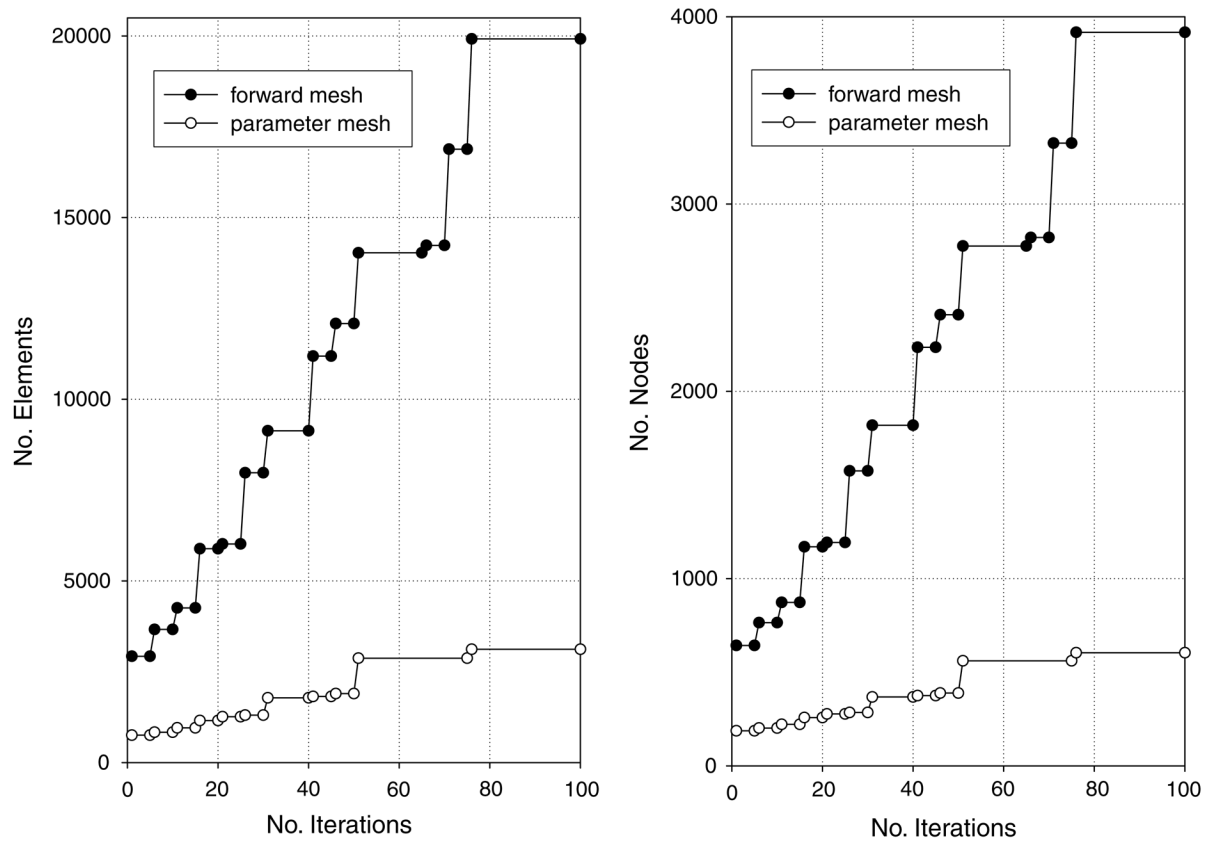 20000
15000
10000
5000
0
No. Elements
forward mesh
parameter mesh
0 20 40 60 80 100
No. Iterations
4000
3000
2000
1000
0
No. Nodes
forward mesh
parameter mesh
0 20 40 60 80 100
No. Iterations